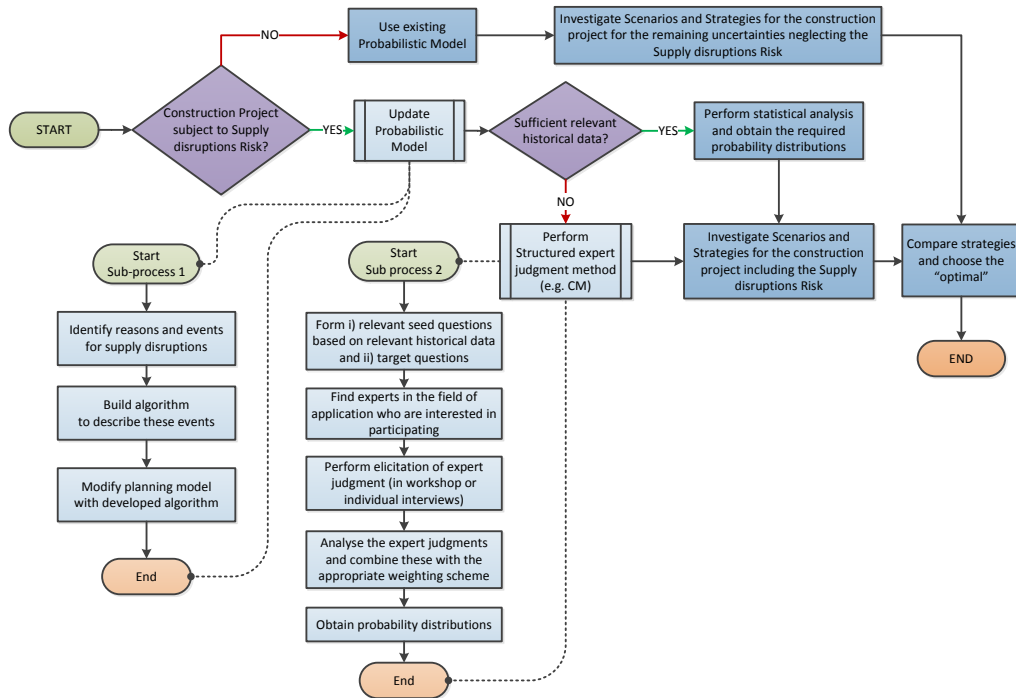 START
Construction Project
subject to Supply
disruptions Risk?
NO
Use existing
Probabilistic Model
Investigate Scenarios and Strategies for the construction
project for the remaining uncertainties neglecting the
Supply disruptions Risk
YES
Update
Probabilistic
Model
Sufficient relevant
historical data?
YES
Perform statistical analysis
and obtain the required
probability distributions
NO
Perform
Structured expert
judgment method
(e.g. CM)
Investigate Scenarios and
Strategies for the construction
project including the Supply
disruptions Risk
Compare strategies
and choose the
“optimal”
END
Start
Sub-process 1
Identify reasons and events
for supply disruptions
Build algorithm
to describe these events
Modify planning model
with developed algorithm
End
Start
Sub process 2
Form i) relevant seed questions
based on relevant historical data
and ii) target questions
Find experts in the field of
application who are interested in
participating
Perform elicitation of expert
judgment (in workshop or
individual interviews)
Analyse the expert judgments
and combine these with the
appropriate weighting scheme
Obtain probability distributions
End